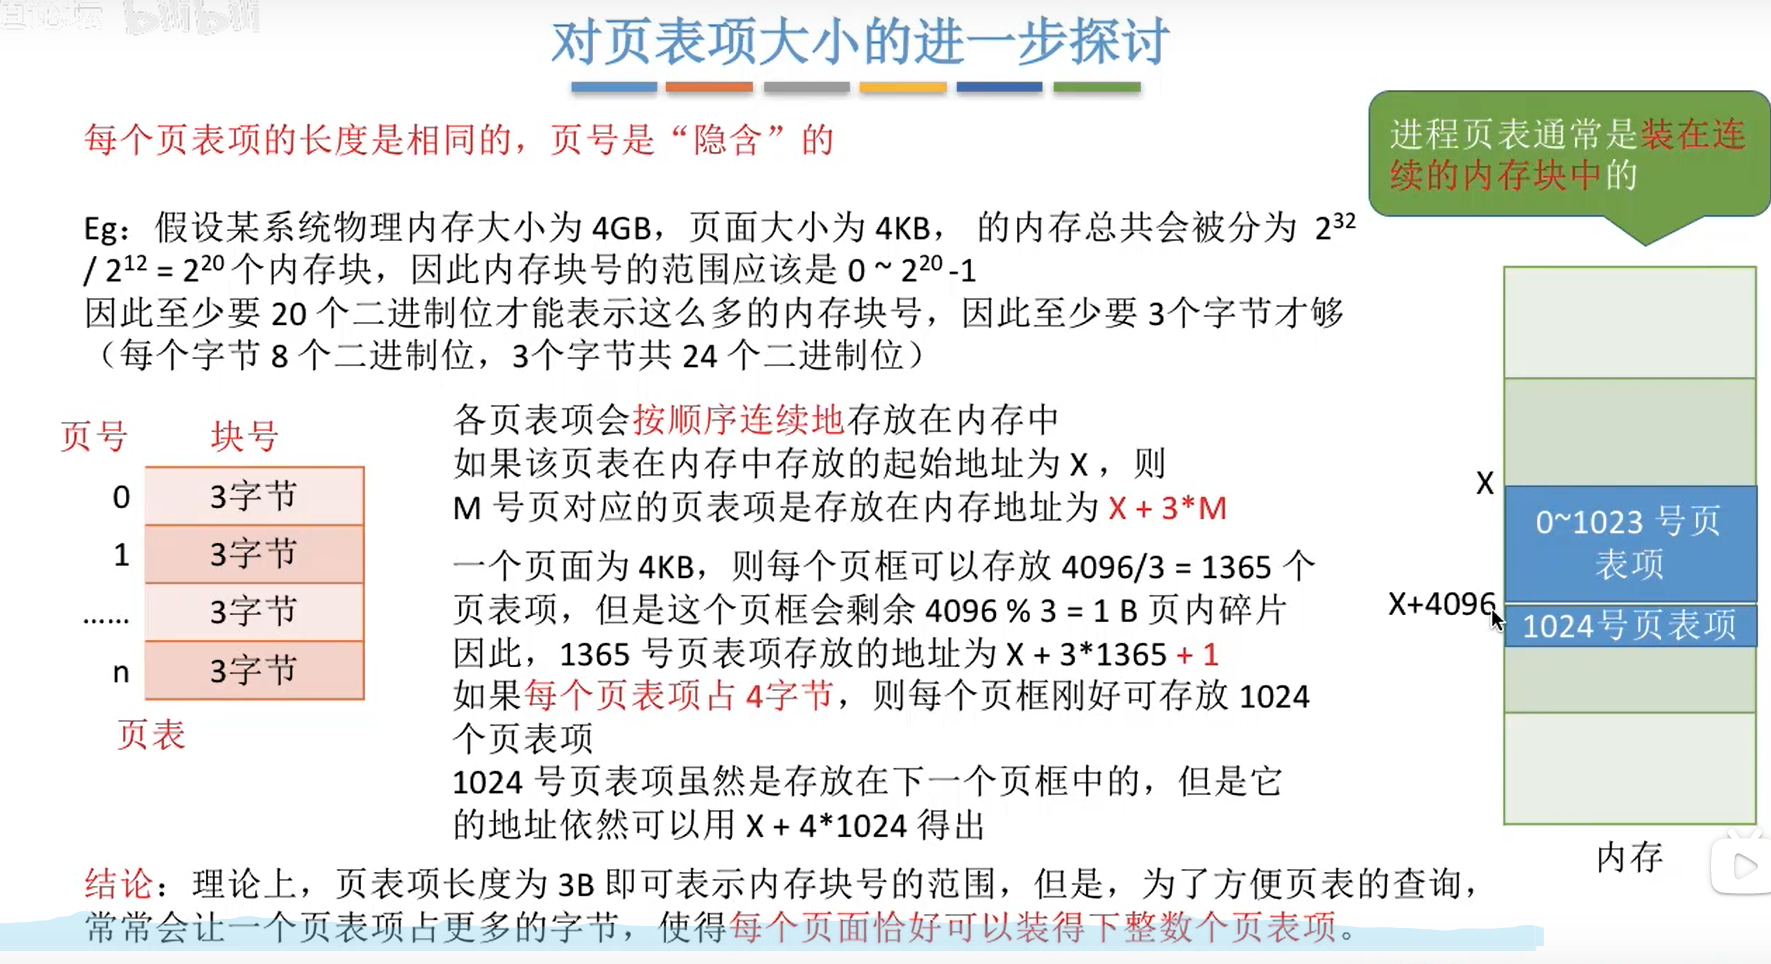 bilibili
对页表项大小的进一步探讨
每个页表项的长度是相同的，页号是“隐含”的
进程页表通常是装在连
续的内存块中的
Eg：假设某系统物理内存大小为 4GB，页面大小为 4KB， 的内存总共会被分为 2³²
/ 2¹² = 2²⁰ 个内存块，因此内存块号的范围应该是 0 ~ 2²⁰ -1
因此至少要 20 个二进制位才能表示这么多的内存块号，因此至少要 3个字节才够
（每个字节 8 个二进制位，3个字节共 24 个二进制位）
页号 块号
0 3字节
1 3字节
...... 3字节
n 3字节
页表
各页表项会按顺序连续地存放在内存中
如果该页表在内存中存放的起始地址为 X ，则
M 号页对应的页表项是存放在内存地址为 X + 3*M
一个页面为 4KB，则每个页框可以存放 4096/3 = 1365 个
页表项，但是这个页框会剩余 4096 % 3 = 1 B 页内碎片
因此，1365 号页表项存放的地址为 X + 3*1365 + 1
如果每个页表项占 4字节，则每个页框刚好可存放 1024
个页表项
1024 号页表项虽然是存放在下一个页框中的，但是它
的地址依然可以用 X + 4*1024 得出
X
0~1023 号页
表项
X+4096
1024号页表项
内存
结论：理论上，页表项长度为 3B 即可表示内存块号的范围，但是，为了方便页表的查询，
常常会让一个页表项占更多的字节，使得每个页面恰好可以装得下整数个页表项。